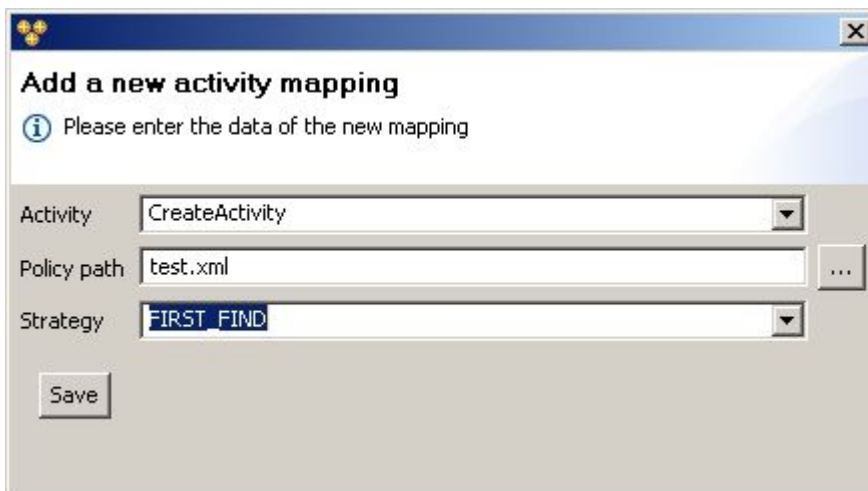 Add a new activity mapping
Please enter the data of the new mapping
Activity CreateActivity
Policy path test.xml ...
Strategy FIRST_FIND
Save